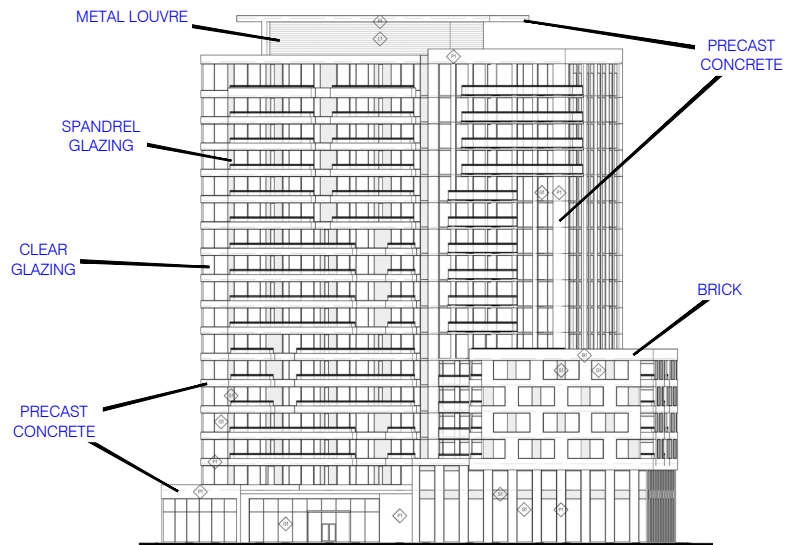 METAL LOUVRE
PRECAST
CONCRETE
SPANDREL
GLAZING
CLEAR
GLAZING
BRICK
PRECAST
CONCRETE